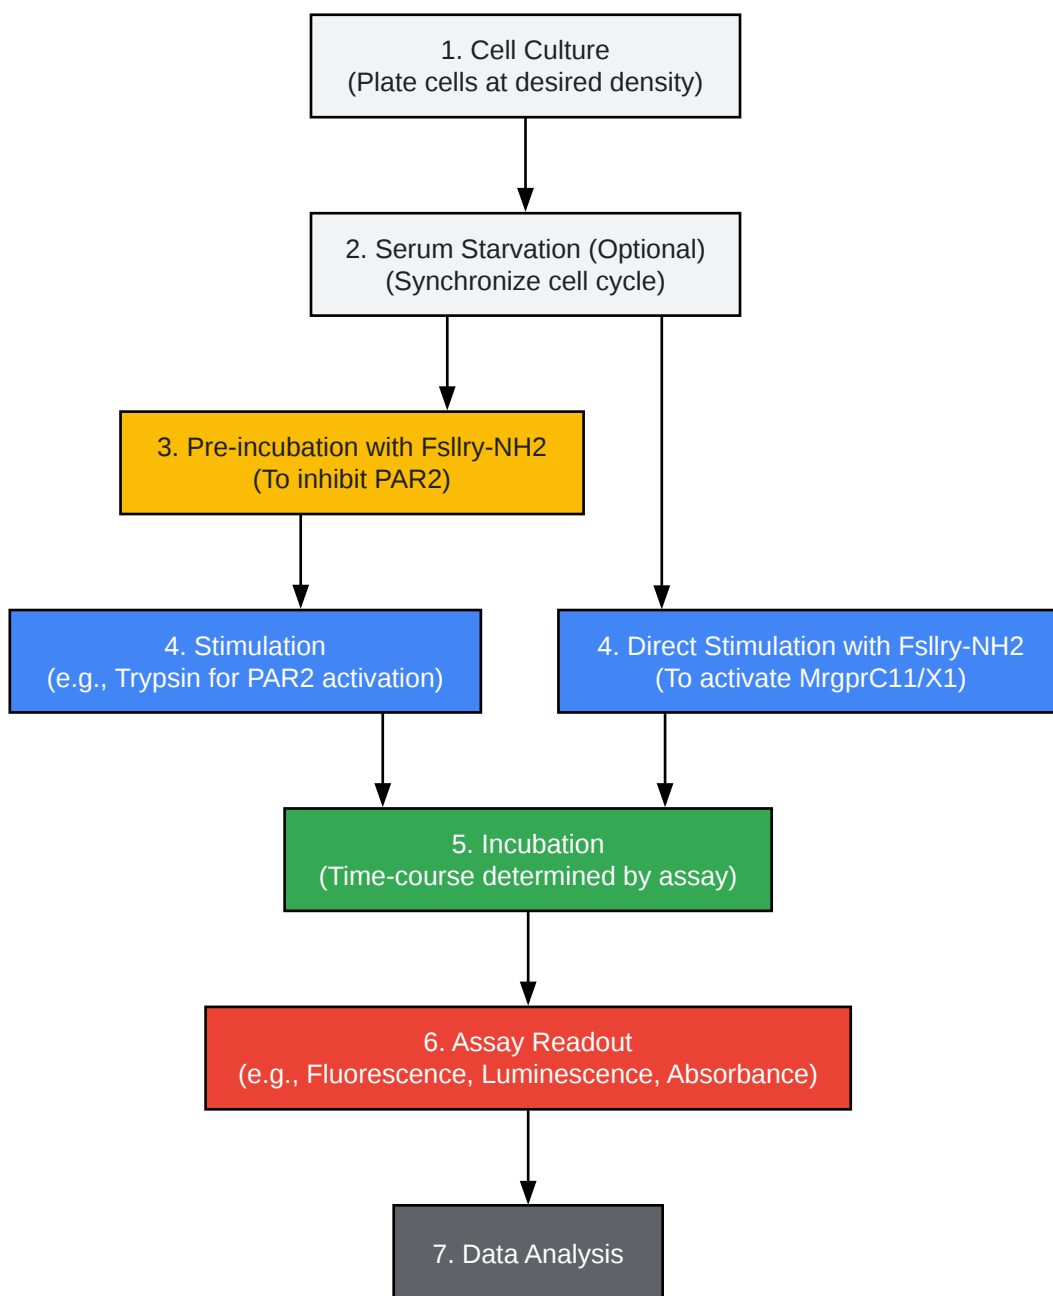 1. Cell Culture
(Plate cells at desired density)
2. Serum Starvation (Optional)
(Synchronize cell cycle)
3. Pre-incubation with Fsllry-NH2
(To inhibit PAR2)
4. Stimulation
(e.g., Trypsin for PAR2 activation)
4. Direct Stimulation with Fsllry-NH2
(To activate MrgprC11/X1)
5. Incubation
(Time-course determined by assay)
6. Assay Readout
(e.g., Fluorescence, Luminescence, Absorbance)
7. Data Analysis